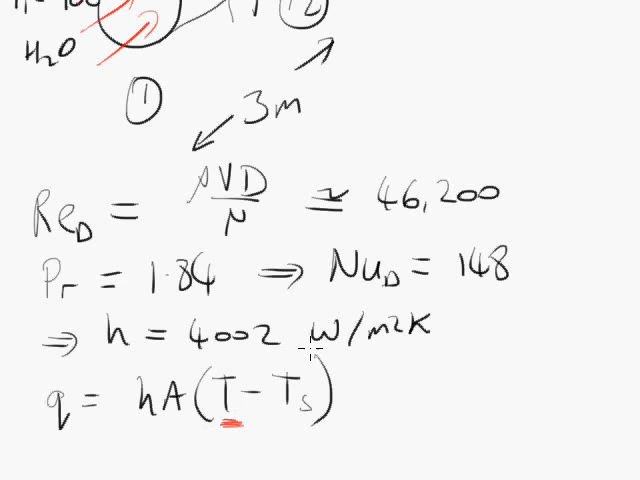 2
H₂O
①
3m
Re_D = ρVD/μ ≃ 46,200
Pr = 1.84 ⇒ Nu_D = 148
⇒ h = 4002 W/m²K
q = hA(T - T_s)